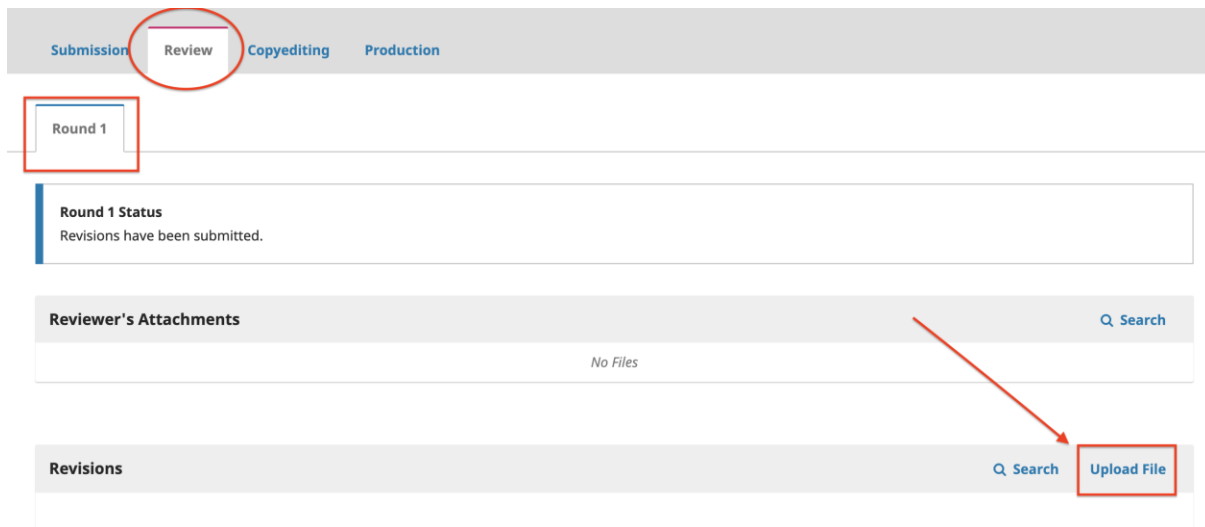 Submission Review Copyediting Production
Round 1
Round 1 Status
Revisions have been submitted.
Reviewer's Attachments Search
No Files
Revisions Search Upload File